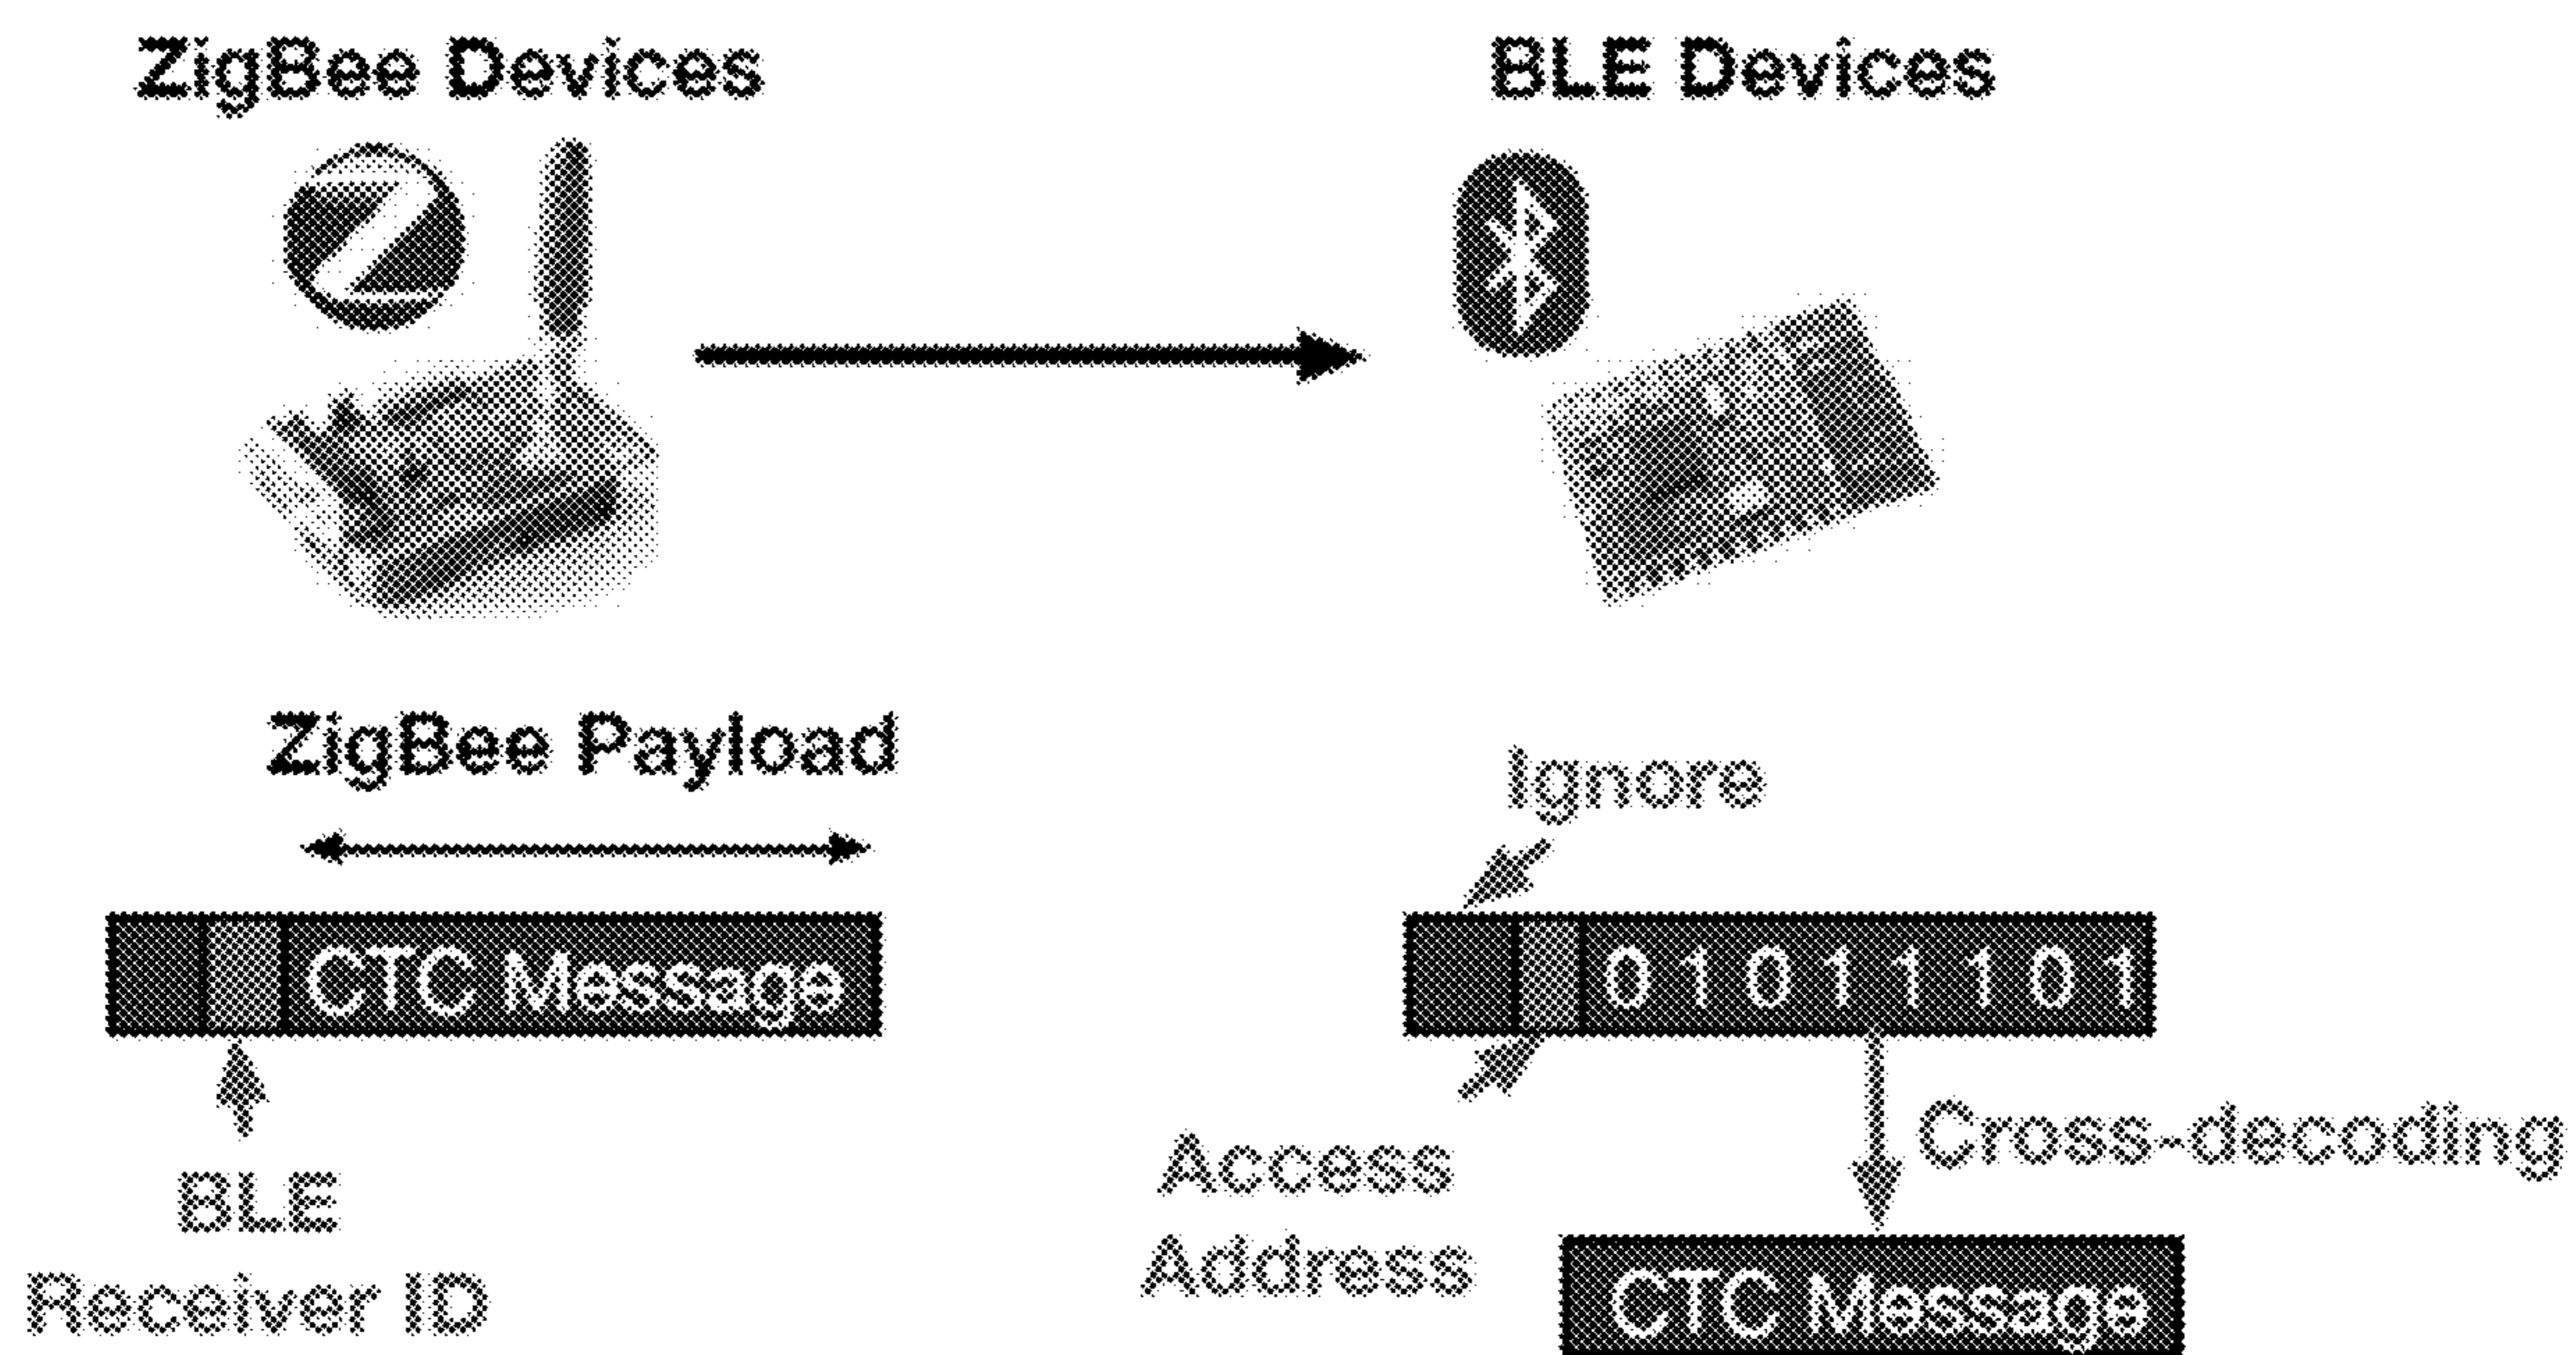 ZigBee Devices
BLE Devices
ZigBee Payload
Ignore
CTC Message
0 1 0 1 1 1 0 1
BLE
Receiver ID
Access
Address
Cross-decoding
CTC Message